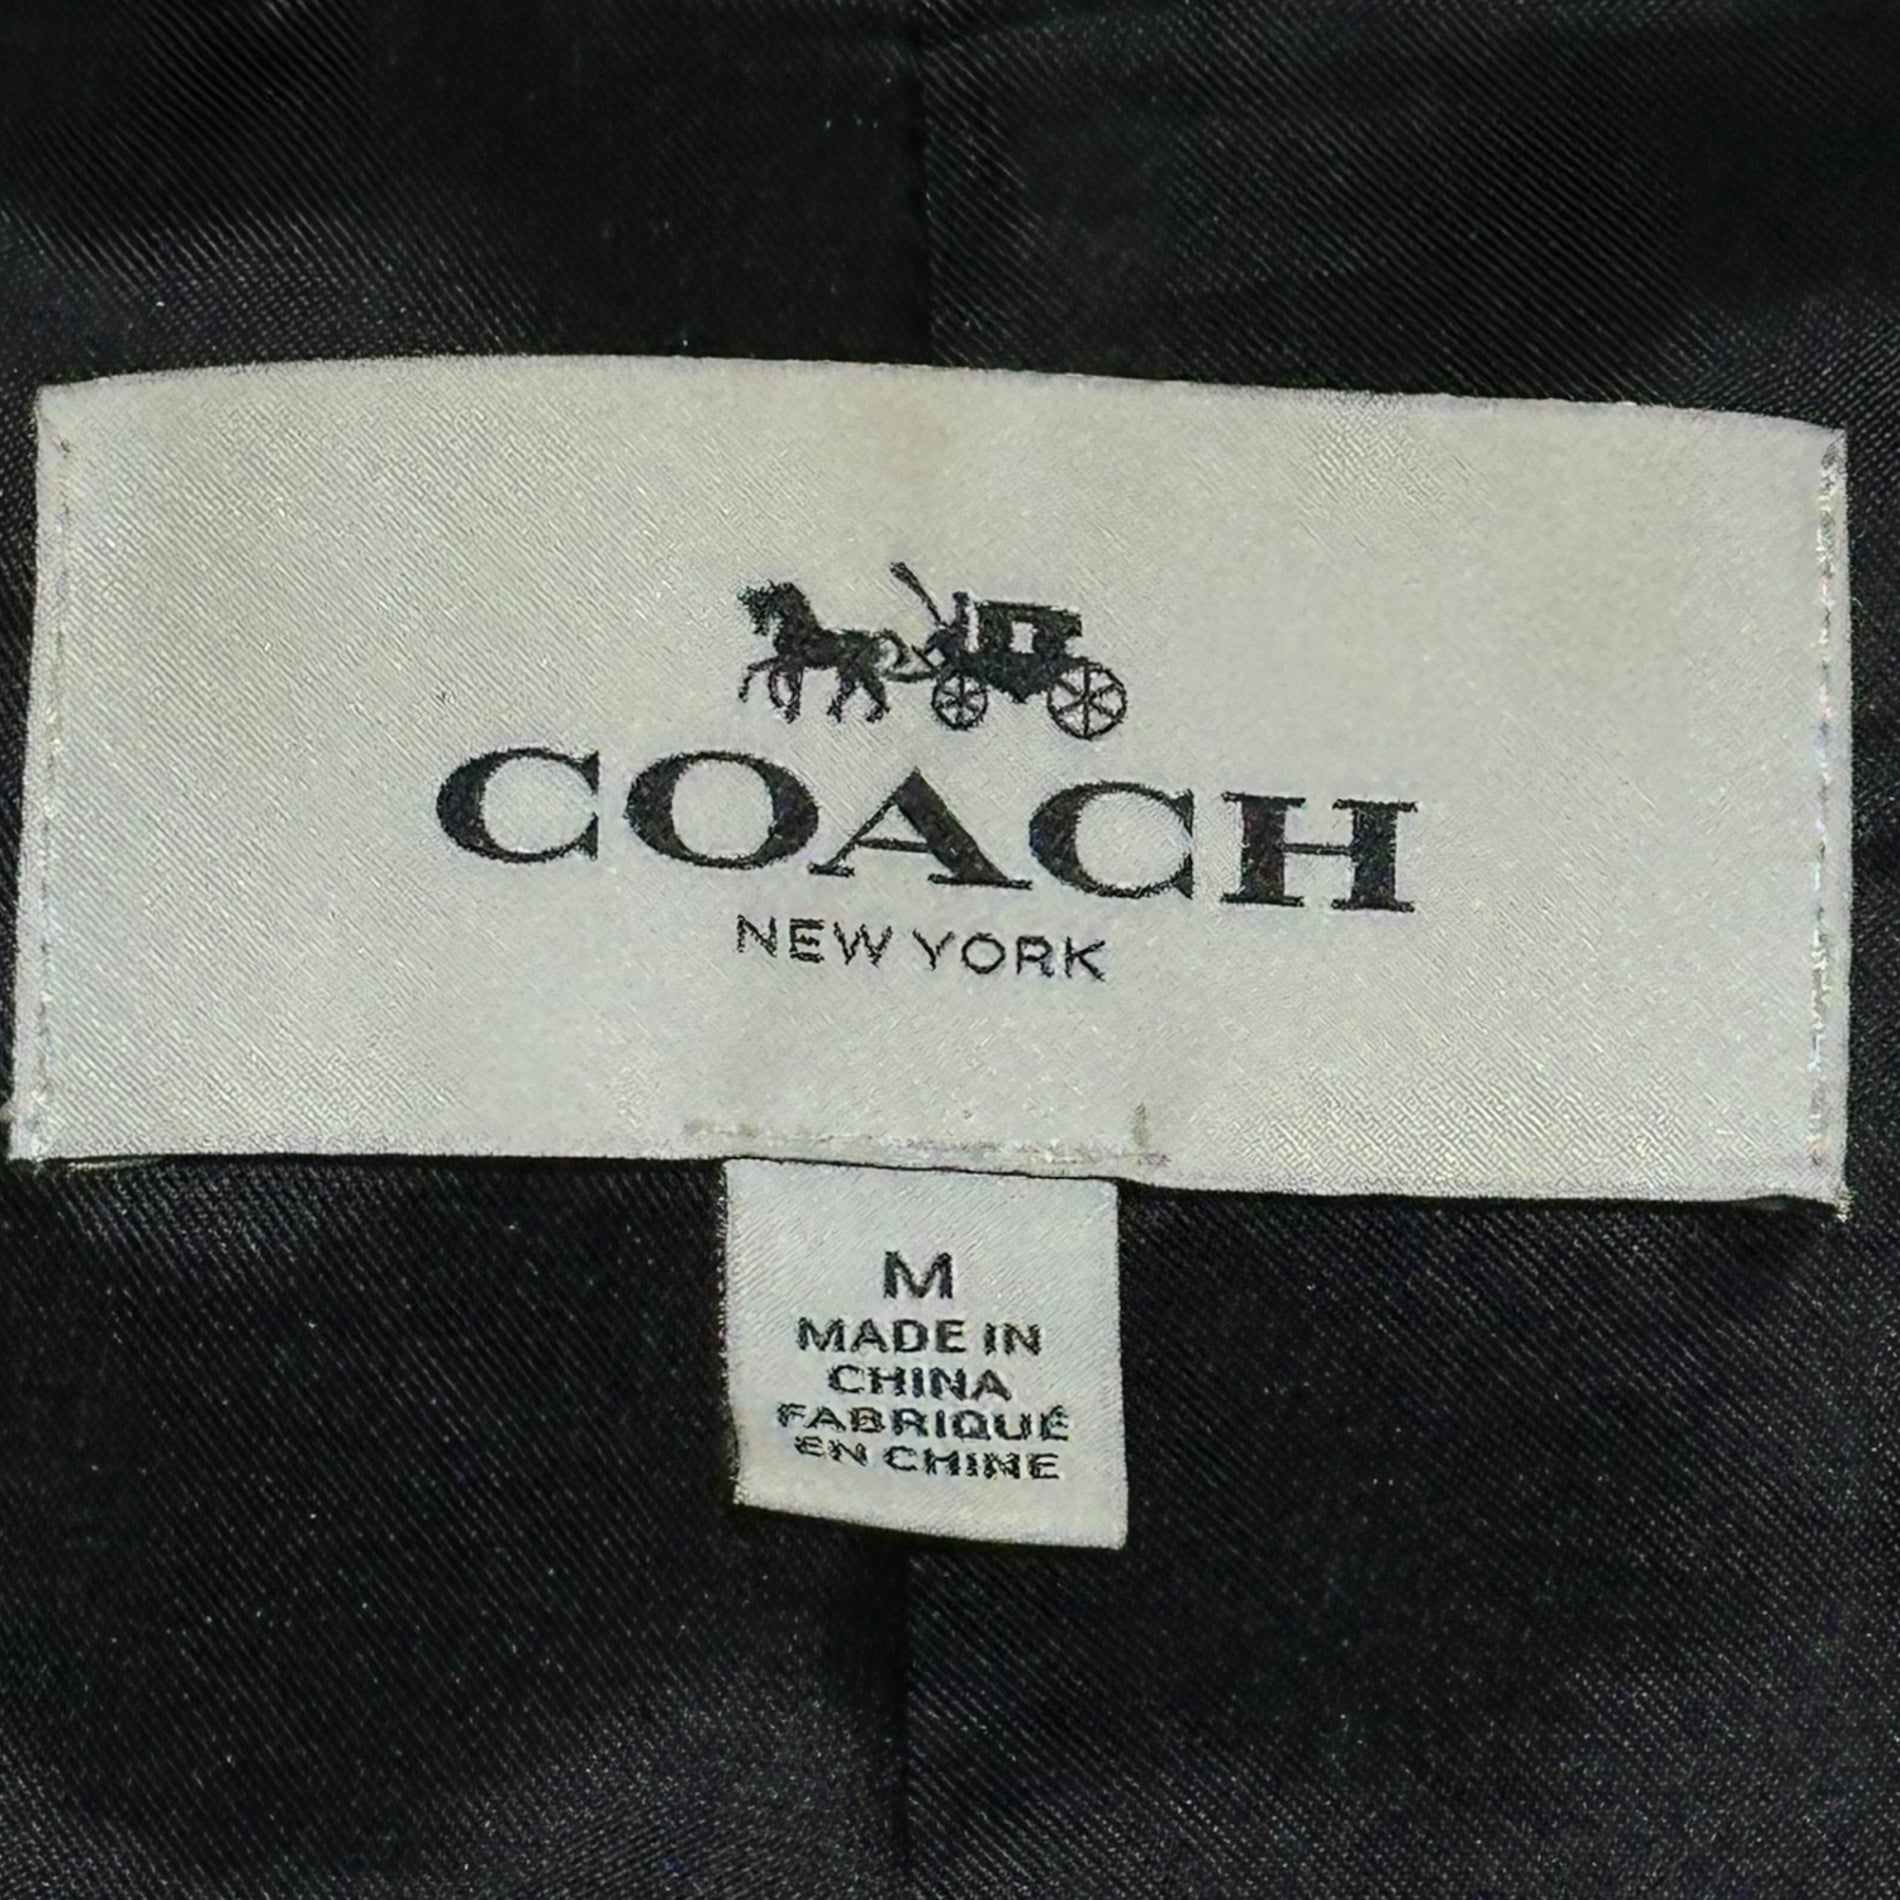 COACH
NEW YORK
M
MADE IN
CHINA
FABRIQUÉ
EN CHINE